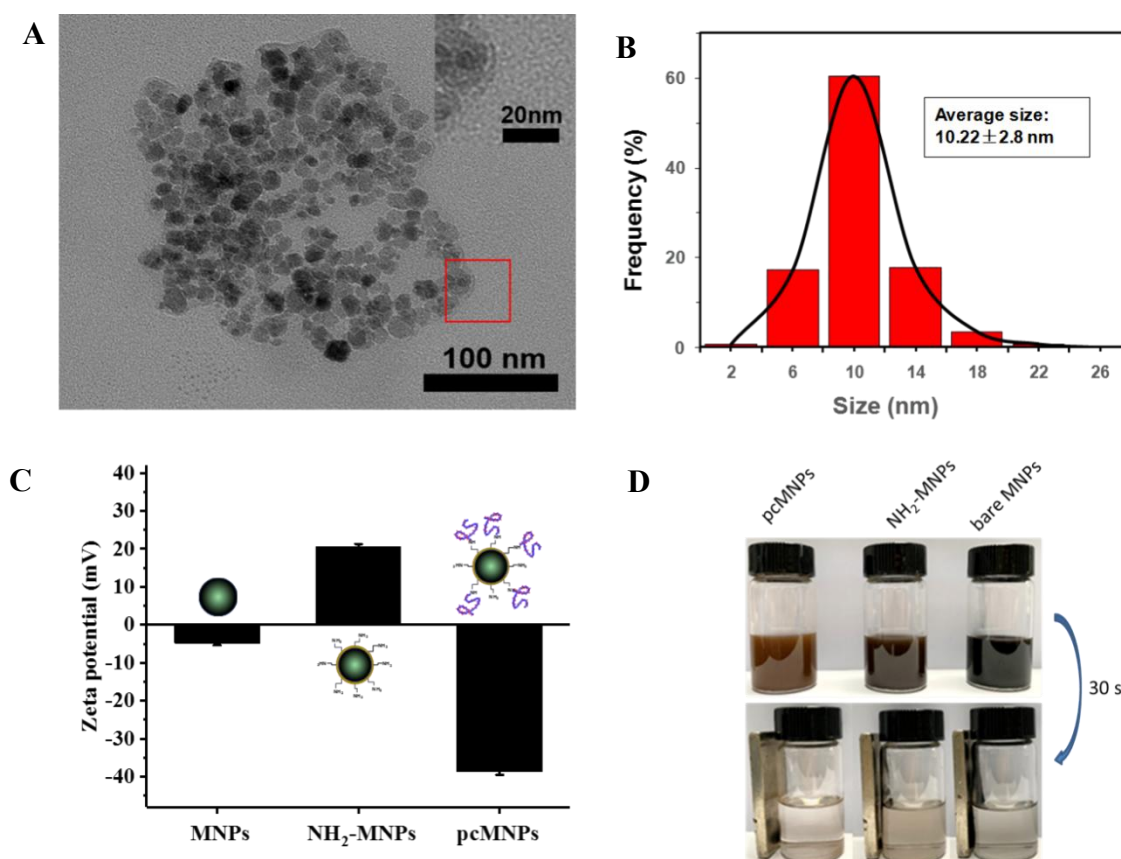 A
20nm
100 nm
B
Frequency (%)
60
40
20
0
2 6 10 14 18 22 26
Size (nm)
Average size:
10.22±2.8 nm
C
Zeta potential (mV)
40
30
20
10
0
-10
-20
-30
-40
MNPs NH₂-MNPs pcMNPs
D
pcMNPs
NH₂-MNPs
bare MNPs
30 s